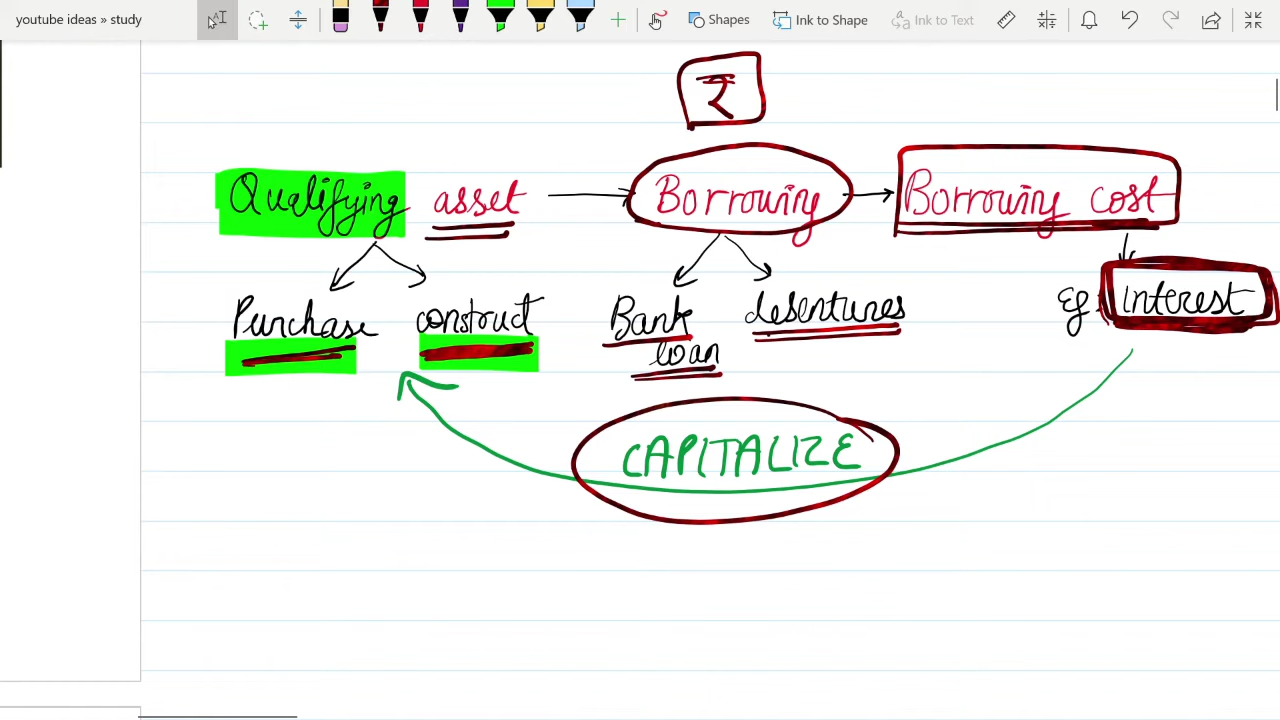 youtube ideas » study
Shapes
Ink to Shape
Ink to Text
₹
Qualifying asset
Borrowing
Borrowing cost
Purchase
construct
Bank
loan
desentures
Eg: interest
CAPITALIZE